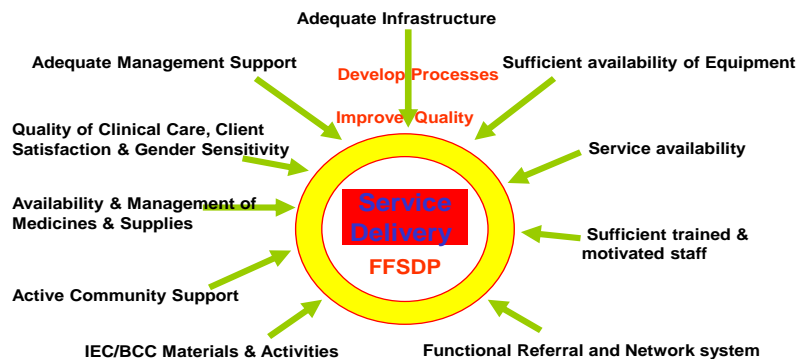 Adequate Infrastructure
Adequate Management Support
Develop Processes
Sufficient availability of Equipment
Improve Quality
Quality of Clinical Care, Client
Satisfaction & Gender Sensitivity
Service availability
Availability & Management of
Medicines & Supplies
Service
Delivery
FFSDP
Sufficient trained &
motivated staff
Active Community Support
IEC/BCC Materials & Activities
Functional Referral and Network system